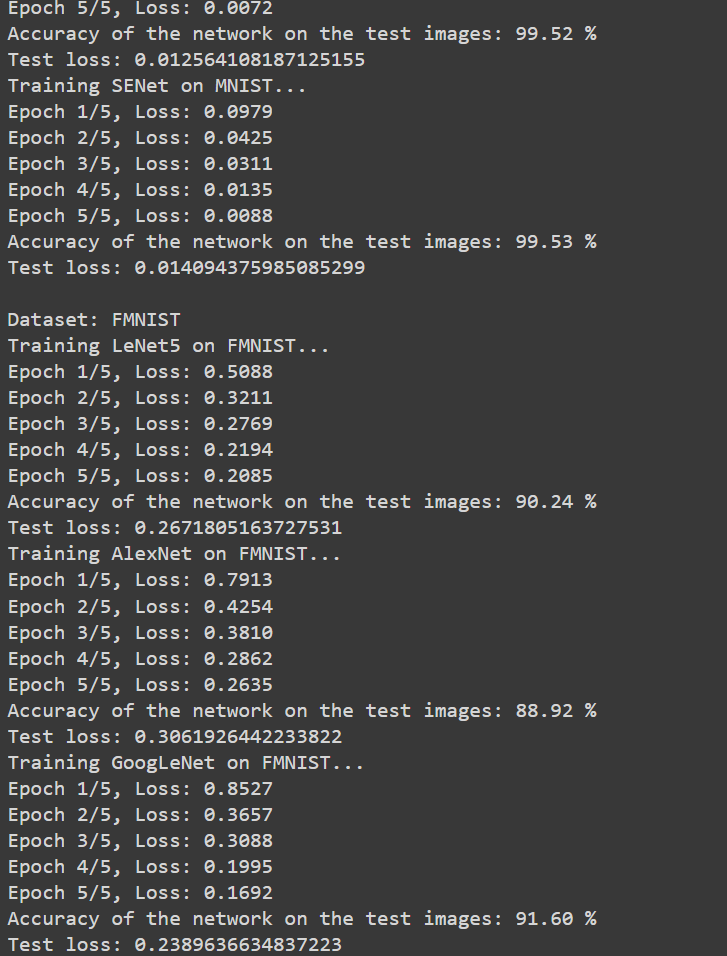 Epoch 5/5, Loss: 0.0072
Accuracy of the network on the test images: 99.52 %
Test loss: 0.012564108187125155
Training SENet on MNIST...
Epoch 1/5, Loss: 0.0979
Epoch 2/5, Loss: 0.0425
Epoch 3/5, Loss: 0.0311
Epoch 4/5, Loss: 0.0135
Epoch 5/5, Loss: 0.0088
Accuracy of the network on the test images: 99.53 %
Test loss: 0.014094375985085299

Dataset: FMNIST
Training LeNet5 on FMNIST...
Epoch 1/5, Loss: 0.5088
Epoch 2/5, Loss: 0.3211
Epoch 3/5, Loss: 0.2769
Epoch 4/5, Loss: 0.2194
Epoch 5/5, Loss: 0.2085
Accuracy of the network on the test images: 90.24 %
Test loss: 0.2671805163727531
Training AlexNet on FMNIST...
Epoch 1/5, Loss: 0.7913
Epoch 2/5, Loss: 0.4254
Epoch 3/5, Loss: 0.3810
Epoch 4/5, Loss: 0.2862
Epoch 5/5, Loss: 0.2635
Accuracy of the network on the test images: 88.92 %
Test loss: 0.3061926442233822
Training GoogLeNet on FMNIST...
Epoch 1/5, Loss: 0.8527
Epoch 2/5, Loss: 0.3657
Epoch 3/5, Loss: 0.3088
Epoch 4/5, Loss: 0.1995
Epoch 5/5, Loss: 0.1692
Accuracy of the network on the test images: 91.60 %
Test loss: 0.2389636634837223